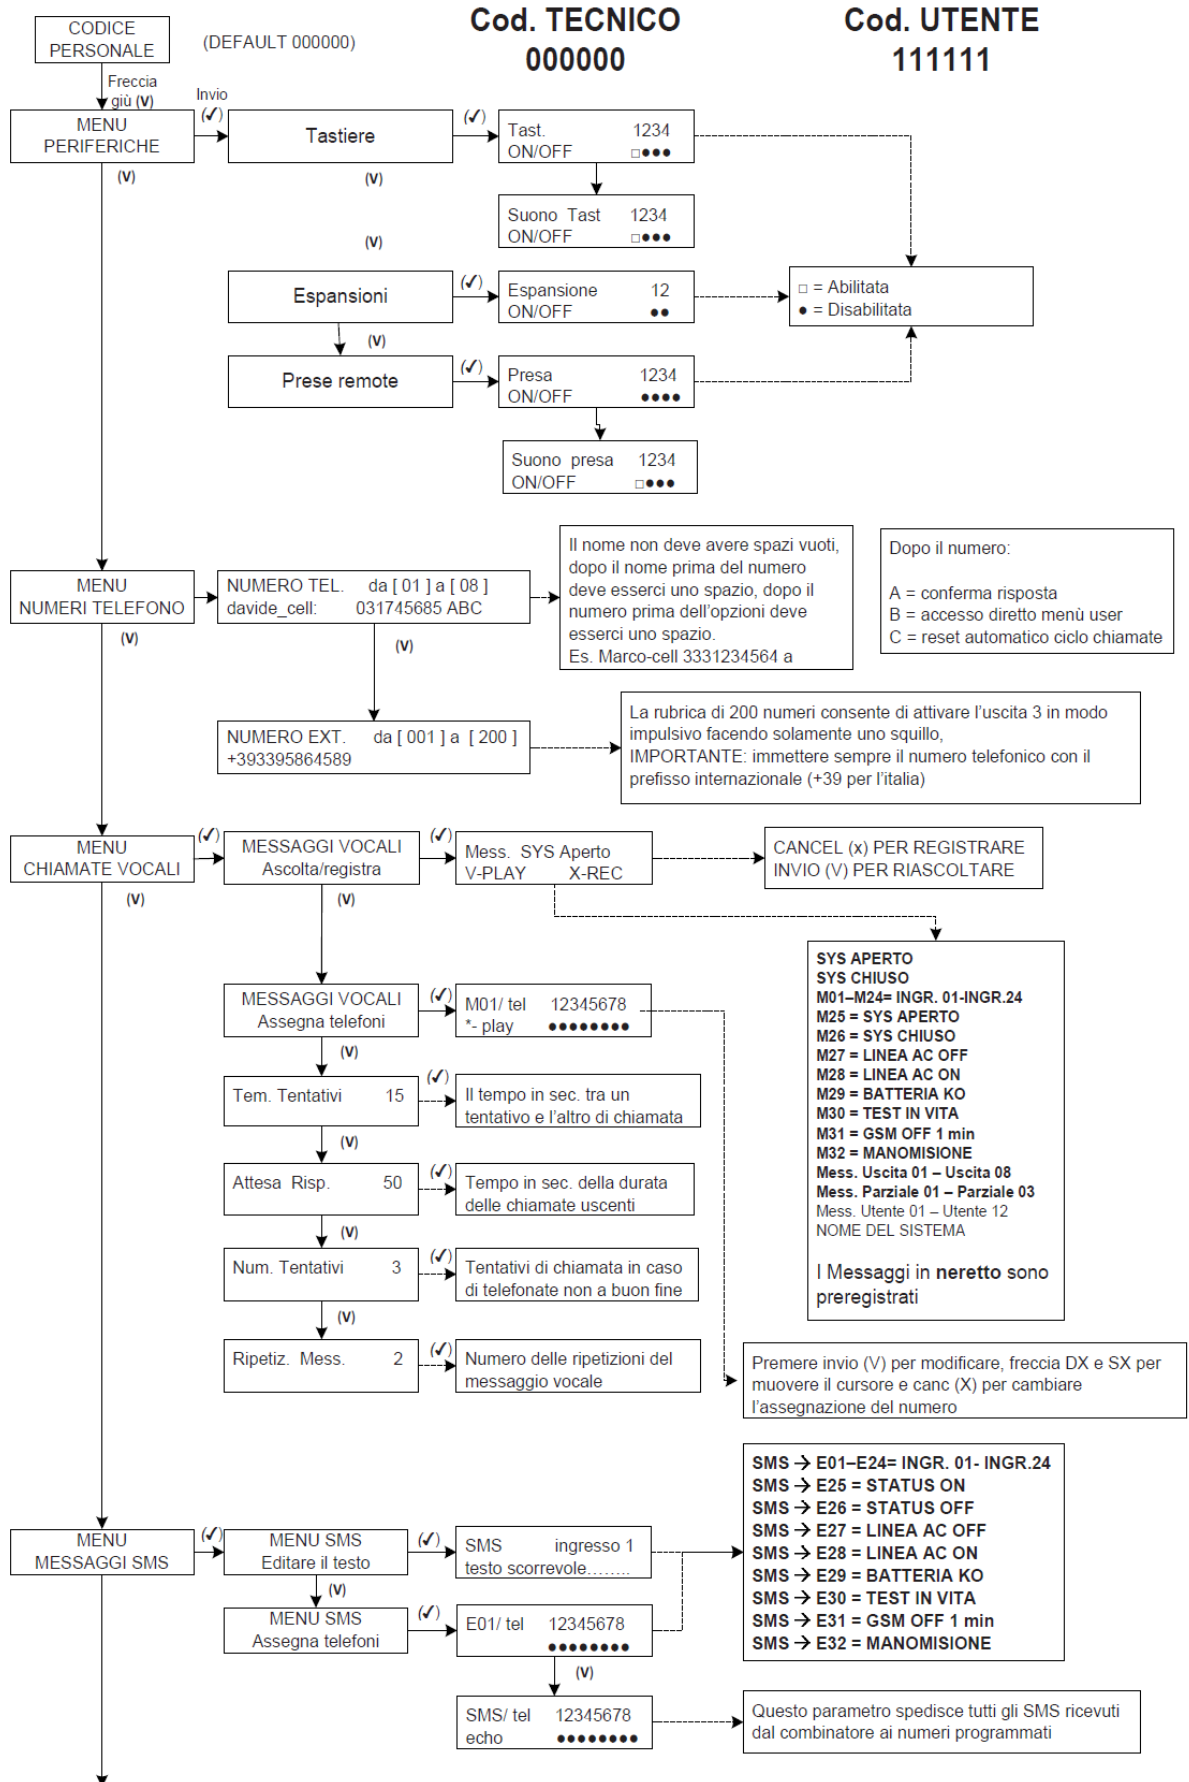 CODICE
PERSONALE
(DEFAULT 000000)
Cod. TECNICO
000000
Cod. UTENTE
111111
Freccia
giù (V)
Invio
(✓)
MENU
PERIFERICHE
(V)
Tastiere
(✓)
Tast. 1234
ON/OFF □●●●
(V)
Suono Tast 1234
ON/OFF □●●●
(V)
Espansioni
(✓)
Espansione 12
ON/OFF ●●
□ = Abilitata
● = Disabilitata
(V)
Prese remote
(✓)
Presa 1234
ON/OFF ●●●●
Suono presa 1234
ON/OFF □●●●
MENU
NUMERI TELEFONO
(V)
NUMERO TEL. da [ 01 ] a [ 08 ]
davide_cell: 031745685 ABC
(V)
Il nome non deve avere spazi vuoti,
dopo il nome prima del numero
deve esserci uno spazio, dopo il
numero prima dell'opzioni deve
esserci uno spazio.
Es. Marco-cell 3331234564 a
Dopo il numero:
A = conferma risposta
B = accesso diretto menù user
C = reset automatico ciclo chiamate
NUMERO EXT. da [ 001 ] a [ 200 ]
+393395864589
La rubrica di 200 numeri consente di attivare l'uscita 3 in modo
impulsivo facendo solamente uno squillo,
IMPORTANTE: immettere sempre il numero telefonico con il
prefisso internazionale (+39 per l'italia)
MENU
CHIAMATE VOCALI
(V)
(✓)
MESSAGGI VOCALI
Ascolta/registra
(V)
(✓)
Mess. SYS Aperto
V-PLAY X-REC
CANCEL (x) PER REGISTRARE
INVIO (V) PER RIASCOLTARE
SYS APERTO
SYS CHIUSO
M01–M24= INGR. 01-INGR.24
M25 = SYS APERTO
M26 = SYS CHIUSO
M27 = LINEA AC OFF
M28 = LINEA AC ON
M29 = BATTERIA KO
M30 = TEST IN VITA
M31 = GSM OFF 1 min
M32 = MANOMISIONE
Mess. Uscita 01 – Uscita 08
Mess. Parziale 01 – Parziale 03
Mess. Utente 01 – Utente 12
NOME DEL SISTEMA
I Messaggi in neretto sono
preregistrati
MESSAGGI VOCALI
Assegna telefoni
(V)
(✓)
M01/ tel 12345678
*- play ●●●●●●●●
Tem. Tentativi 15
(V)
(✓)
Il tempo in sec. tra un
tentativo e l'altro di chiamata
Attesa Risp. 50
(V)
(✓)
Tempo in sec. della durata
delle chiamate uscenti
Num. Tentativi 3
(V)
(✓)
Tentativi di chiamata in caso
di telefonate non a buon fine
Ripetiz. Mess. 2
(✓)
Numero delle ripetizioni del
messaggio vocale
Premere invio (V) per modificare, freccia DX e SX per
muovere il cursore e canc (X) per cambiare
l'assegnazione del numero
MENU
MESSAGGI SMS
(✓)
MENU SMS
Editare il testo
(V)
(✓)
SMS ingresso 1
testo scorrevole........
SMS → E01–E24= INGR. 01- INGR.24
SMS → E25 = STATUS ON
SMS → E26 = STATUS OFF
SMS → E27 = LINEA AC OFF
SMS → E28 = LINEA AC ON
SMS → E29 = BATTERIA KO
SMS → E30 = TEST IN VITA
SMS → E31 = GSM OFF 1 min
SMS → E32 = MANOMISIONE
MENU SMS
Assegna telefoni
(✓)
E01/ tel 12345678
●●●●●●●●
(V)
SMS/ tel 12345678
echo ●●●●●●●●
Questo parametro spedisce tutti gli SMS ricevuti
dal combinatore ai numeri programmati